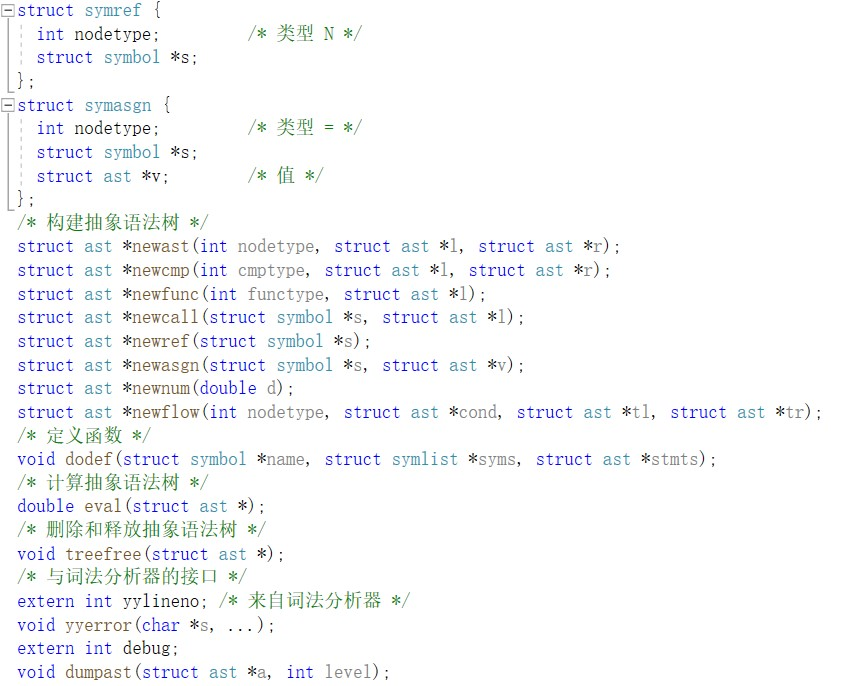 struct symref {
  int nodetype;         /* 类型 N */
  struct symbol *s;
};
struct symasgn {
  int nodetype;         /* 类型 = */
  struct symbol *s;
  struct ast *v;        /* 值 */
};
/* 构建抽象语法树 */
struct ast *newast(int nodetype, struct ast *l, struct ast *r);
struct ast *newcmp(int cmptype, struct ast *l, struct ast *r);
struct ast *newfunc(int functype, struct ast *l);
struct ast *newcall(struct symbol *s, struct ast *l);
struct ast *newref(struct symbol *s);
struct ast *newasgn(struct symbol *s, struct ast *v);
struct ast *newnum(double d);
struct ast *newflow(int nodetype, struct ast *cond, struct ast *tl, struct ast *tr);
/* 定义函数 */
void dodef(struct symbol *name, struct symlist *syms, struct ast *stmts);
/* 计算抽象语法树 */
double eval(struct ast *);
/* 删除和释放抽象语法树 */
void treefree(struct ast *);
/* 与词法分析器的接口 */
extern int yylineno; /* 来自词法分析器 */
void yyerror(char *s, ...);
extern int debug;
void dumpast(struct ast *a, int level);